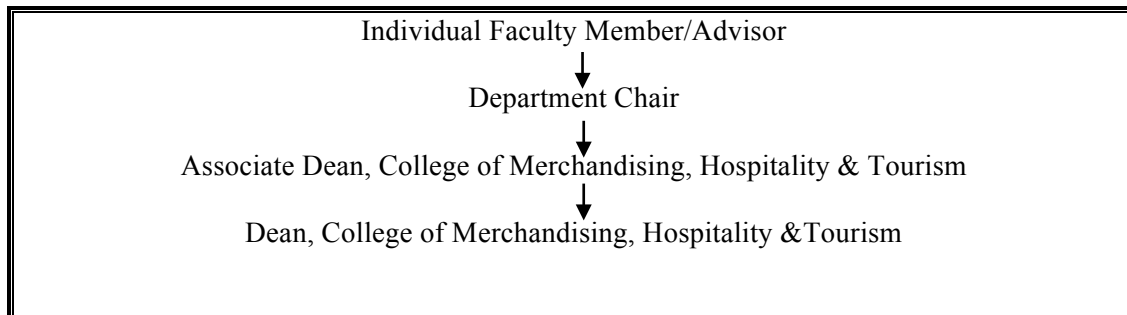 Individual Faculty Member/Advisor
Department Chair
Associate Dean, College of Merchandising, Hospitality & Tourism
Dean, College of Merchandising, Hospitality &Tourism